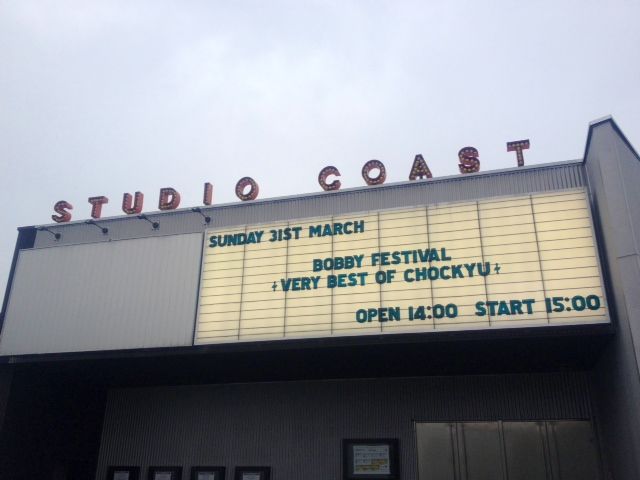 STUDIO COAST
SUNDAY 31ST MARCH
BOBBY FESTIVAL
VERY BEST OF CHOCKYU
OPEN 14:00 START 15:00